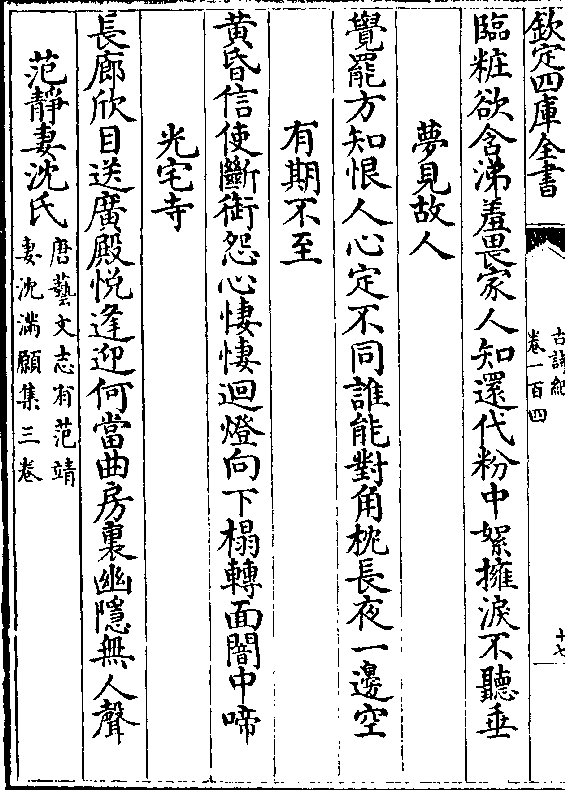 欽定四庫全書
古詩紀
卷一百四
十七
臨粧欲含涕羞畏家人知還代粉中絮擁淚不聽垂
夢見故人
覺罷方知恨人心定不同誰能對角枕長夜一邊空
有期不至
黃昏信使斷銜怨心悽悽迴燈向下榻轉面闇中啼
光宅寺
長廊欣目送廣殿悅逢迎何當曲房裏幽隱無人聲
范靜妻沈氏
唐藝文志有范靖
妻沈滿願集三卷